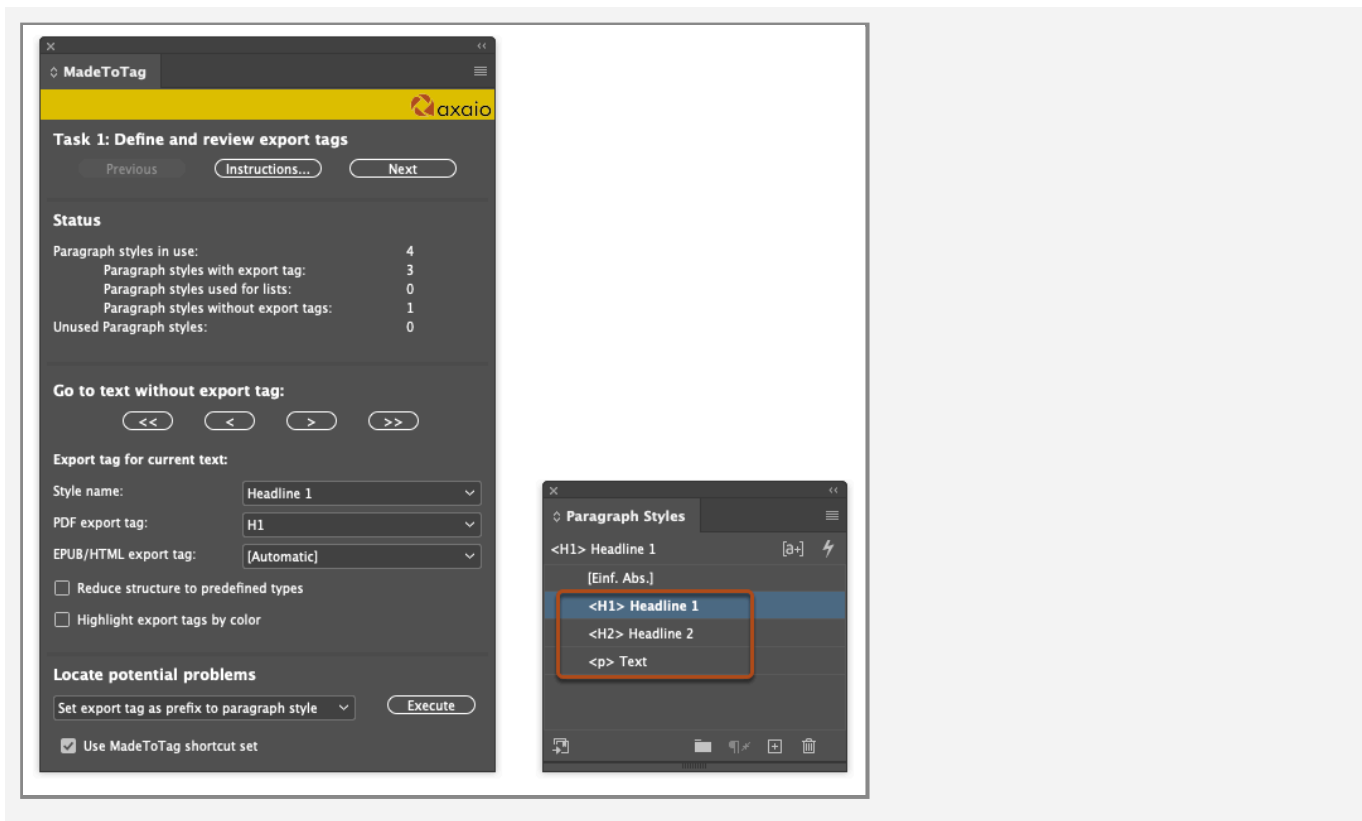 MadeToTag
axaio
Task 1: Define and review export tags
Previous Instructions... Next
Status
Paragraph styles in use: 4
Paragraph styles with export tag: 3
Paragraph styles used for lists: 0
Paragraph styles without export tags: 1
Unused Paragraph styles: 0
Go to text without export tag:
<< < > >>
Export tag for current text:
Style name: Headline 1
PDF export tag: H1
EPUB/HTML export tag: [Automatic]
Reduce structure to predefined types
Highlight export tags by color
Locate potential problems
Set export tag as prefix to paragraph style Execute
Use MadeToTag shortcut set
Paragraph Styles
<H1> Headline 1 [a+]
[Einf. Abs.]
<H1> Headline 1
<H2> Headline 2
<p> Text